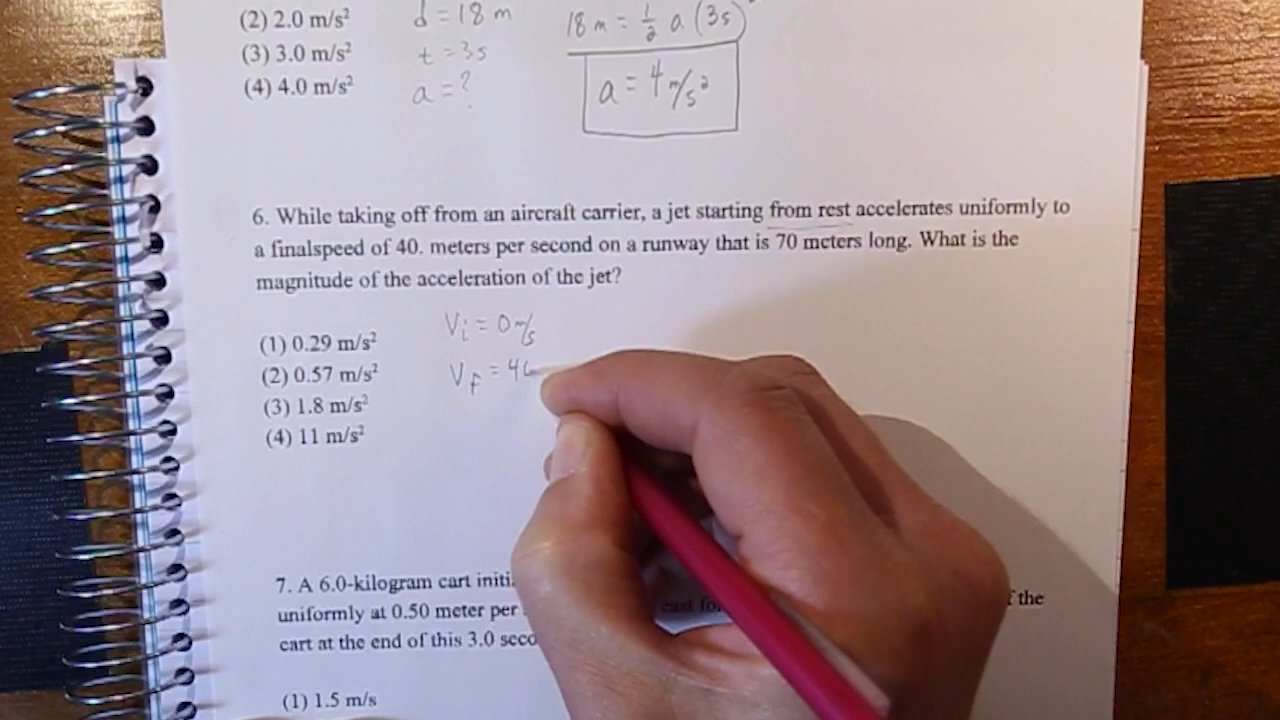 (2) 2.0 m/s² d = 18 m 18 m = 1/2 a (3s)
(3) 3.0 m/s² t = 3s
(4) 4.0 m/s² a = ? a = 4 m/s²
6. While taking off from an aircraft carrier, a jet starting from rest accelerates uniformly to
a finalspeed of 40. meters per second on a runway that is 70 meters long. What is the
magnitude of the acceleration of the jet?
Vi = 0 m/s
(1) 0.29 m/s²
(2) 0.57 m/s² Vf = 40
(3) 1.8 m/s²
(4) 11 m/s²
7. A 6.0-kilogram cart
uniformly at 0.50 meter per the
cart at the end of this 3.0
(1) 1.5 m/s